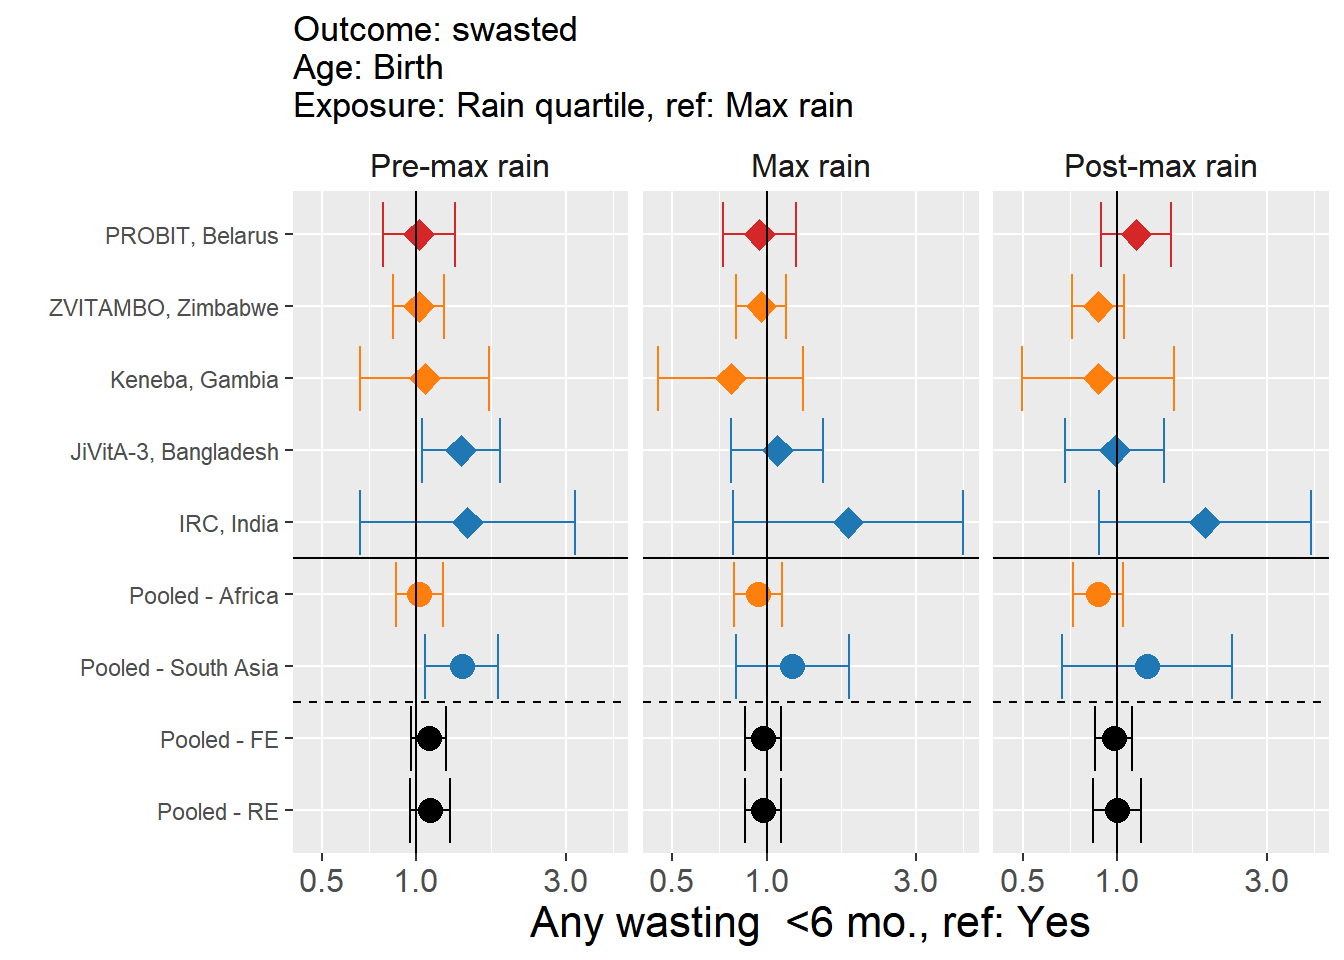 Outcome: swasted
Age: Birth
Exposure: Rain quartile, ref: Max rain
Pre-max rain
Max rain
Post-max rain
PROBIT, Belarus
ZVITAMBO, Zimbabwe
Keneba, Gambia
JiVitA-3, Bangladesh
IRC, India
Pooled - Africa
Pooled - South Asia
Pooled - FE
Pooled - RE
0.5 1.0 3.0
0.5 1.0 3.0
0.5 1.0 3.0
Any wasting  <6 mo., ref: Yes